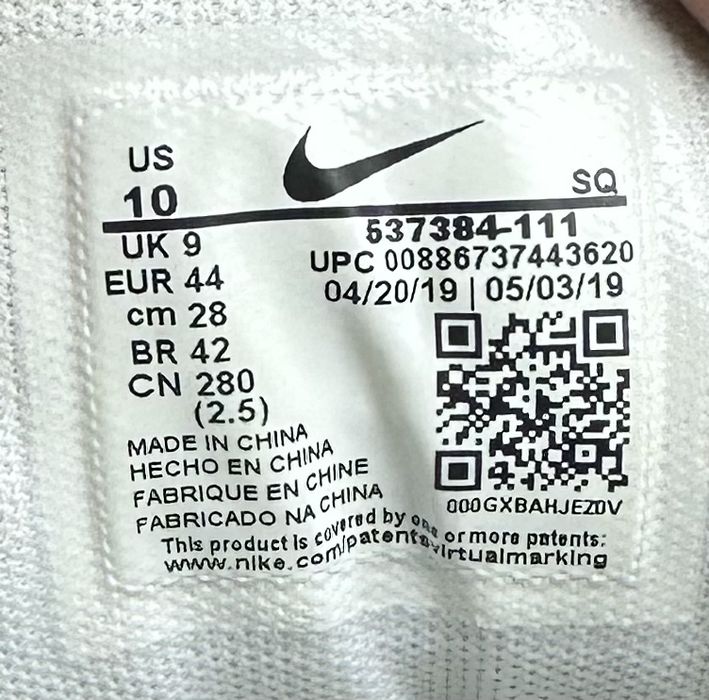 US
10
SQ
UK 9
EUR 44
cm 28
BR 42
CN 280
(2.5)
537384-111
UPC 00886737443620
04/20/19 | 05/03/19
000GXBAHJEZ0V
MADE IN CHINA
HECHO EN CHINA
FABRIQUE EN CHINE
FABRICADO NA CHINA
This product is covered by one or more patents:
www.nike.com/patentsvirtualmarking